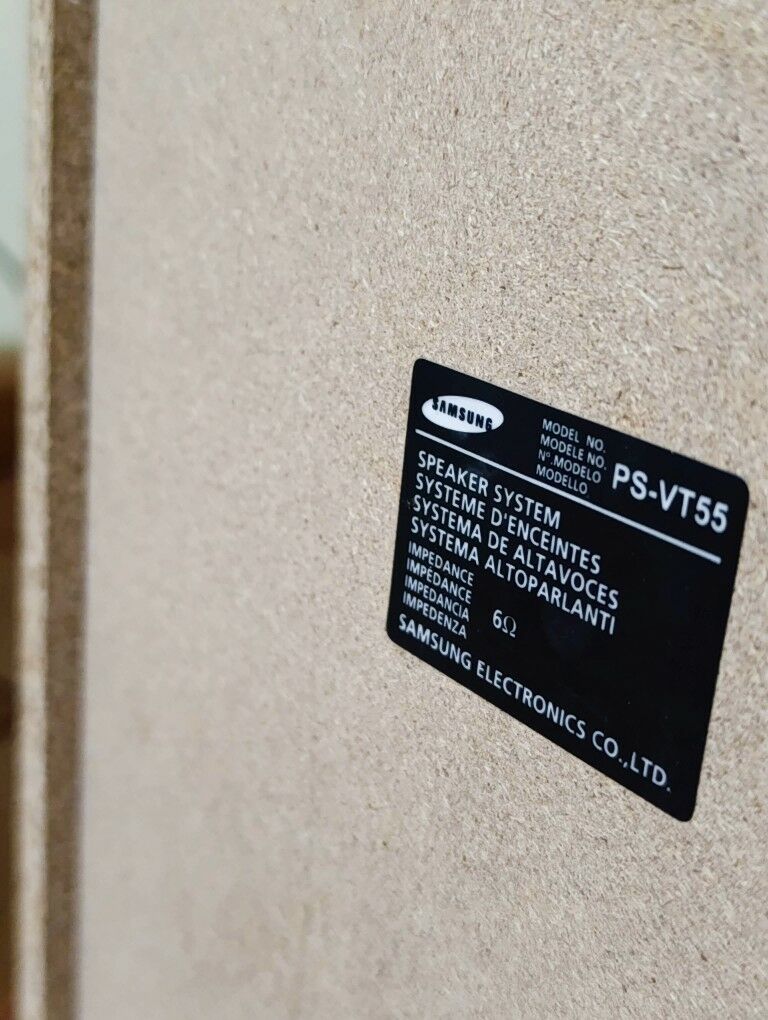 SAMSUNG
MODEL NO.
MODELE NO.
Nº.MODELO
MODELLO
PS-VT55
SPEAKER SYSTEM
SYSTEME D'ENCEINTES
SYSTEMA DE ALTAVOCES
SYSTEMA ALTOPARLANTI
IMPEDANCE
IMPÉDANCE
IMPEDANCIA
IMPEDENZA
6Ω
SAMSUNG ELECTRONICS CO.,LTD.